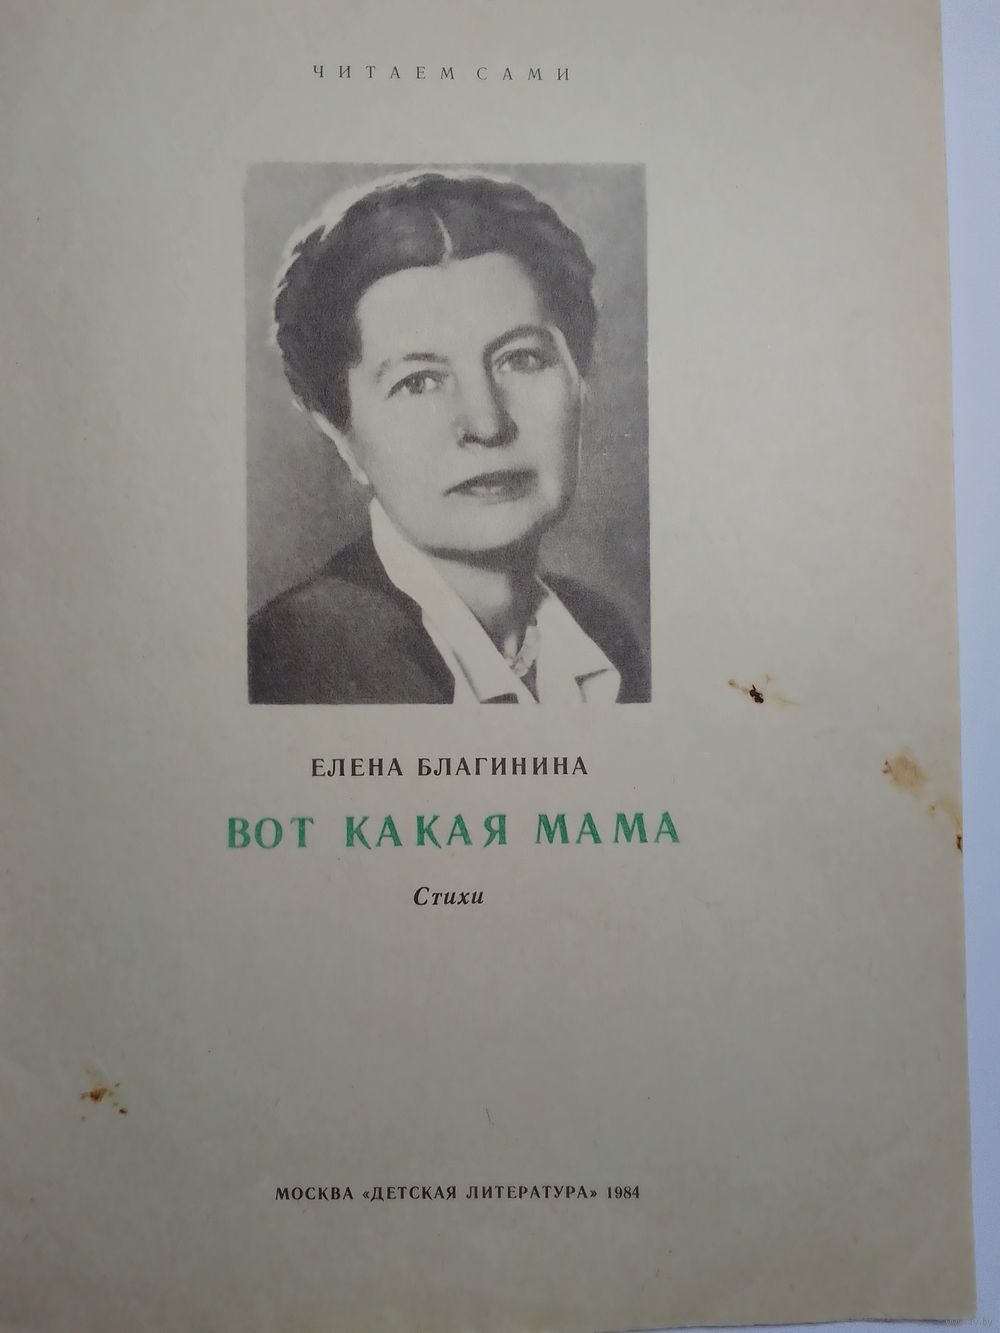 ЧИТАЕМ САМИ
ЕЛЕНА БЛАГИНИНА
ВОТ КАКАЯ МАМА
Стихи
МОСКВА «ДЕТСКАЯ ЛИТЕРАТУРА» 1984